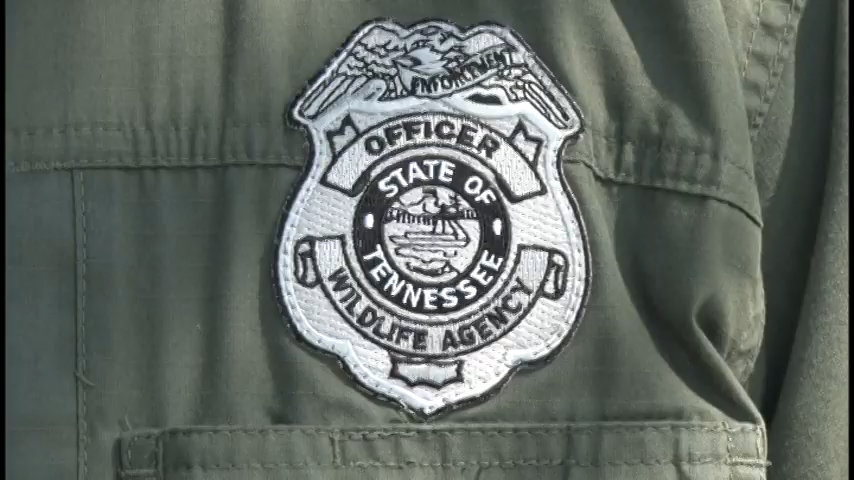 ENFORCEMENT
OFFICER
STATE OF
TENNESSEE
WILDLIFE AGENCY